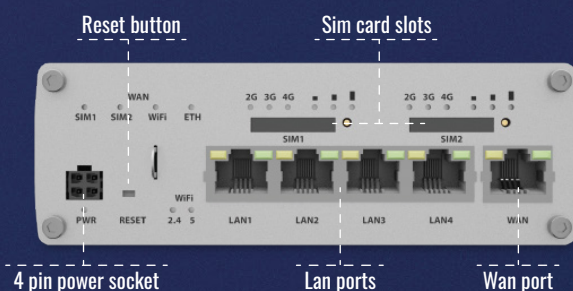 Reset button
Sim card slots
WAN
2G 3G 4G
2G 3G 4G
SIM1 SIM2 WiFi ETH
SIM1
SIM2
WiFi
PWR RESET 2.4 5 LAN1 LAN2 LAN3 LAN4 WAN
4 pin power socket
Lan ports
Wan port